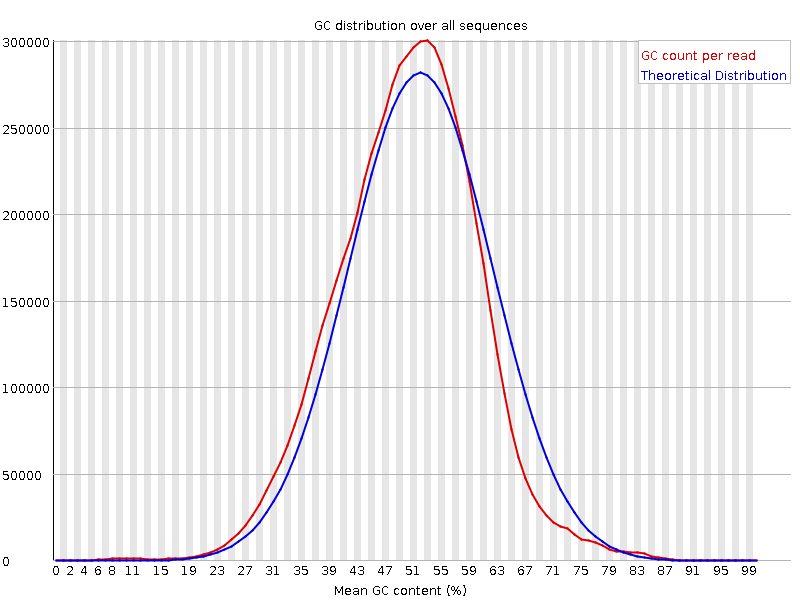 GC distribution over all sequences
GC count per read
Theoretical Distribution
300000
250000
200000
150000
100000
50000
0
0 2 4 6 8 11 15 19 23 27 31 35 39 43 47 51 55 59 63 67 71 75 79 83 87 91 95 99
Mean GC content (%)